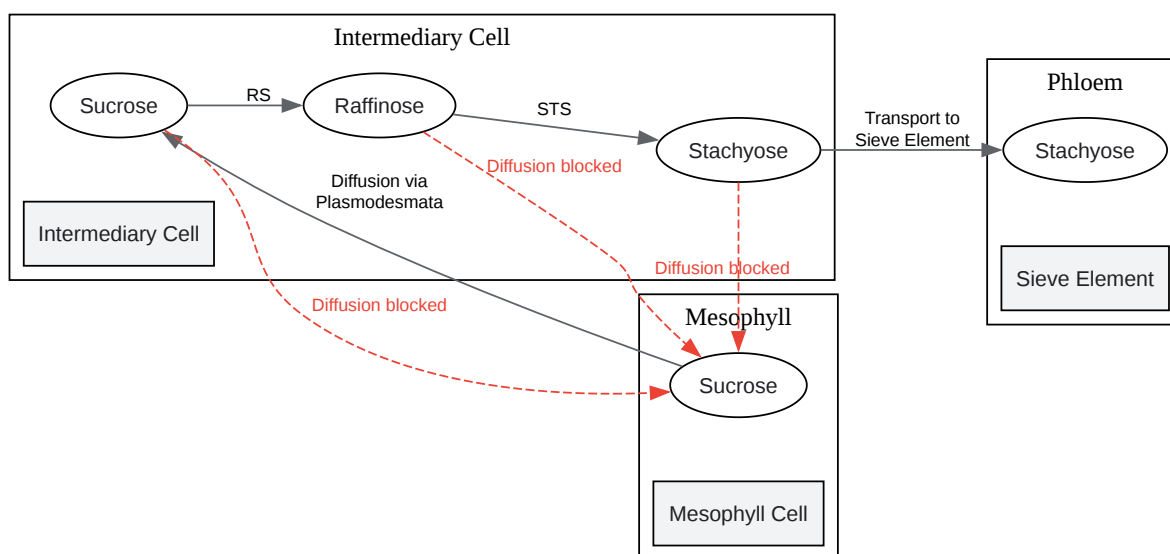 Intermediary Cell
Sucrose
RS
Raffinose
STS
Stachyose
Transport to
Sieve Element
Phloem
Stachyose
Diffusion blocked
Diffusion via
Plasmodesmata
Intermediary Cell
Diffusion blocked
Sieve Element
Diffusion blocked
Mesophyll
Sucrose
Mesophyll Cell